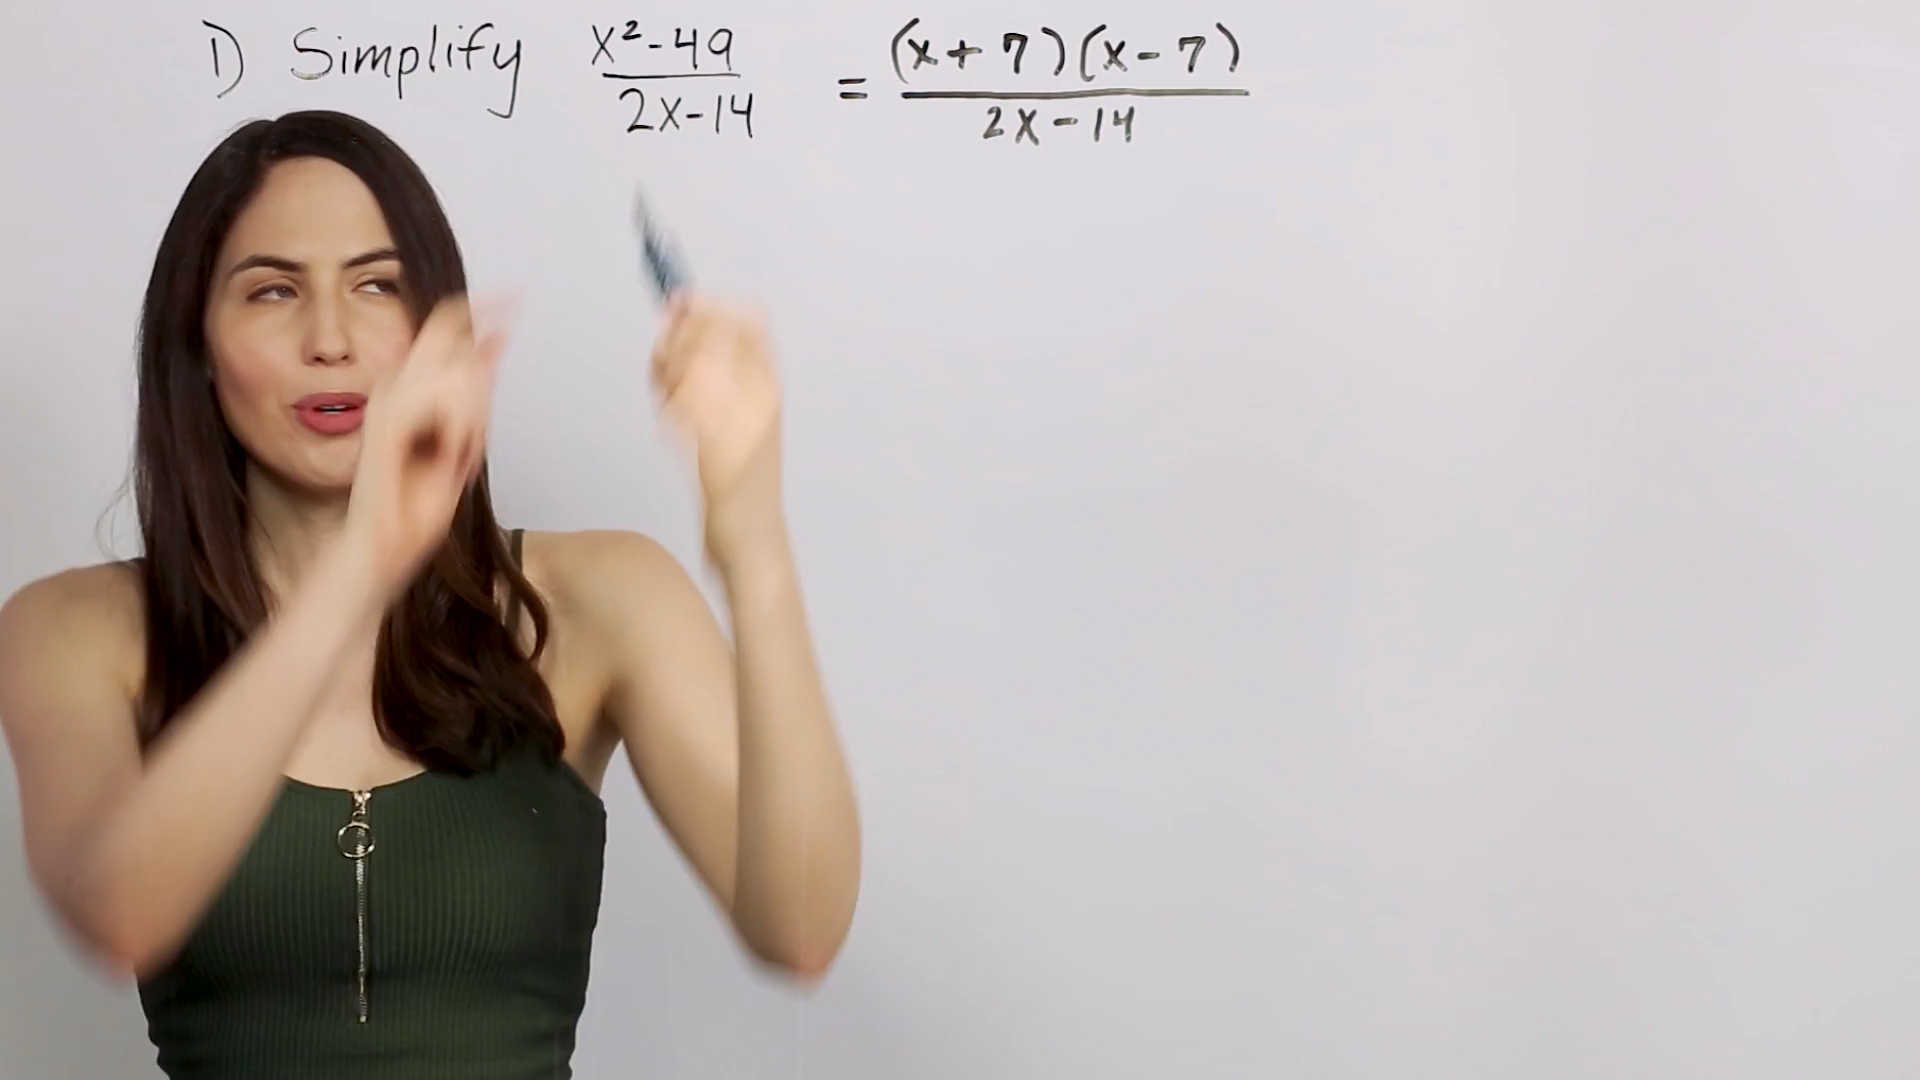 1) Simplify x²-49 / 2x-14 = (x+7)(x-7) / 2x-14